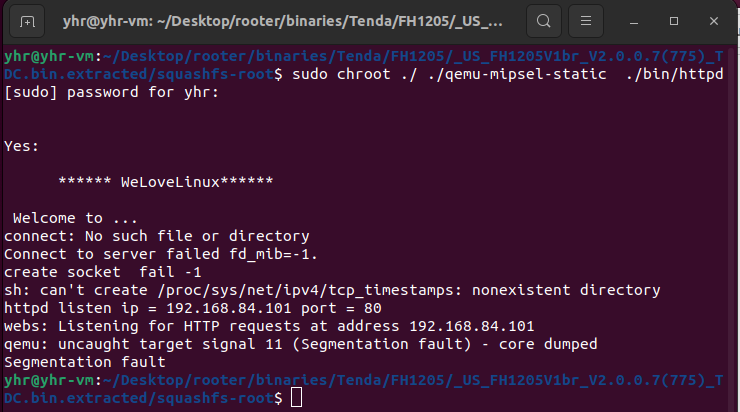 yhr@yhr-vm: ~/Desktop/rooter/binaries/Tenda/FH1205/_US_...
yhr@yhr-vm:~/Desktop/rooter/binaries/Tenda/FH1205/_US_FH1205V1br_V2.0.0.7(775)_T
DC.bin.extracted/squashfs-root$ sudo chroot ./ ./qemu-mipsel-static  ./bin/httpd
[sudo] password for yhr:
Yes:
****** WeLoveLinux******
Welcome to ...
connect: No such file or directory
Connect to server failed fd_mib=-1.
create socket  fail -1
sh: can't create /proc/sys/net/ipv4/tcp_timestamps: nonexistent directory
httpd listen ip = 192.168.84.101 port = 80
webs: Listening for HTTP requests at address 192.168.84.101
qemu: uncaught target signal 11 (Segmentation fault) - core dumped
Segmentation fault
yhr@yhr-vm:~/Desktop/rooter/binaries/Tenda/FH1205/_US_FH1205V1br_V2.0.0.7(775)_T
DC.bin.extracted/squashfs-root$